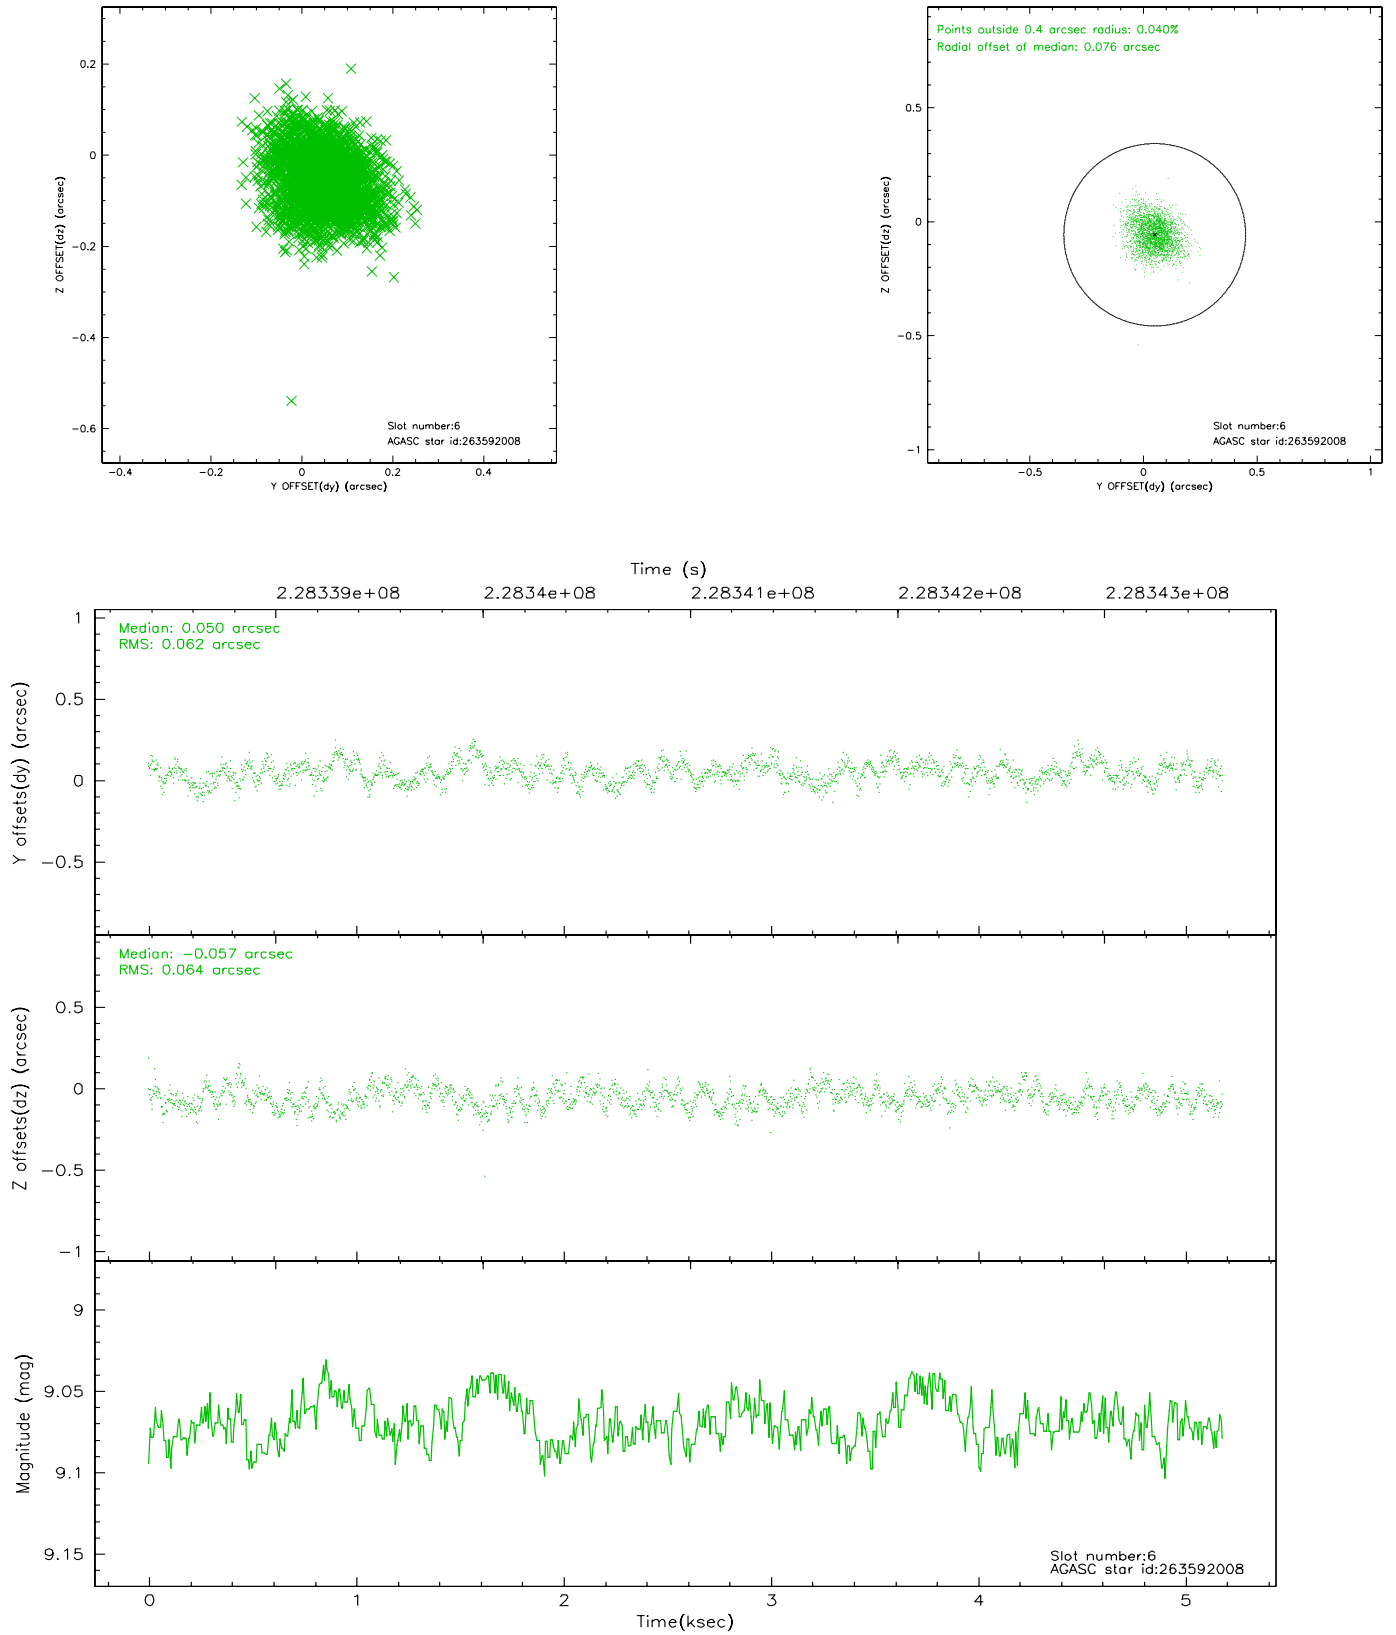 0.2
0
−0.2
−0.4
−0.6
Z OFFSET(dz) (arcsec)
Slot number:6
AGASC star id:263592008
−0.4 −0.2 0 0.2 0.4
Y OFFSET(dy) (arcsec)
Points outside 0.4 arcsec radius: 0.040%
Radial offset of median: 0.076 arcsec
0.5
0
−0.5
−1
Z OFFSET(dz) (arcsec)
Slot number:6
AGASC star id:263592008
−0.5 0 0.5 1
Y OFFSET(dy) (arcsec)
Time (s)
2.28339e+08 2.2834e+08 2.28341e+08 2.28342e+08 2.28343e+08
Median: 0.050 arcsec
RMS: 0.062 arcsec
1
0.5
0
−0.5
Y offsets(dy) (arcsec)
Median: −0.057 arcsec
RMS: 0.064 arcsec
0.5
0
−0.5
−1
Z offsets(dz) (arcsec)
9
9.05
9.1
9.15
Magnitude (mag)
Slot number:6
AGASC star id:263592008
0 1 2 3 4 5
Time(ksec)